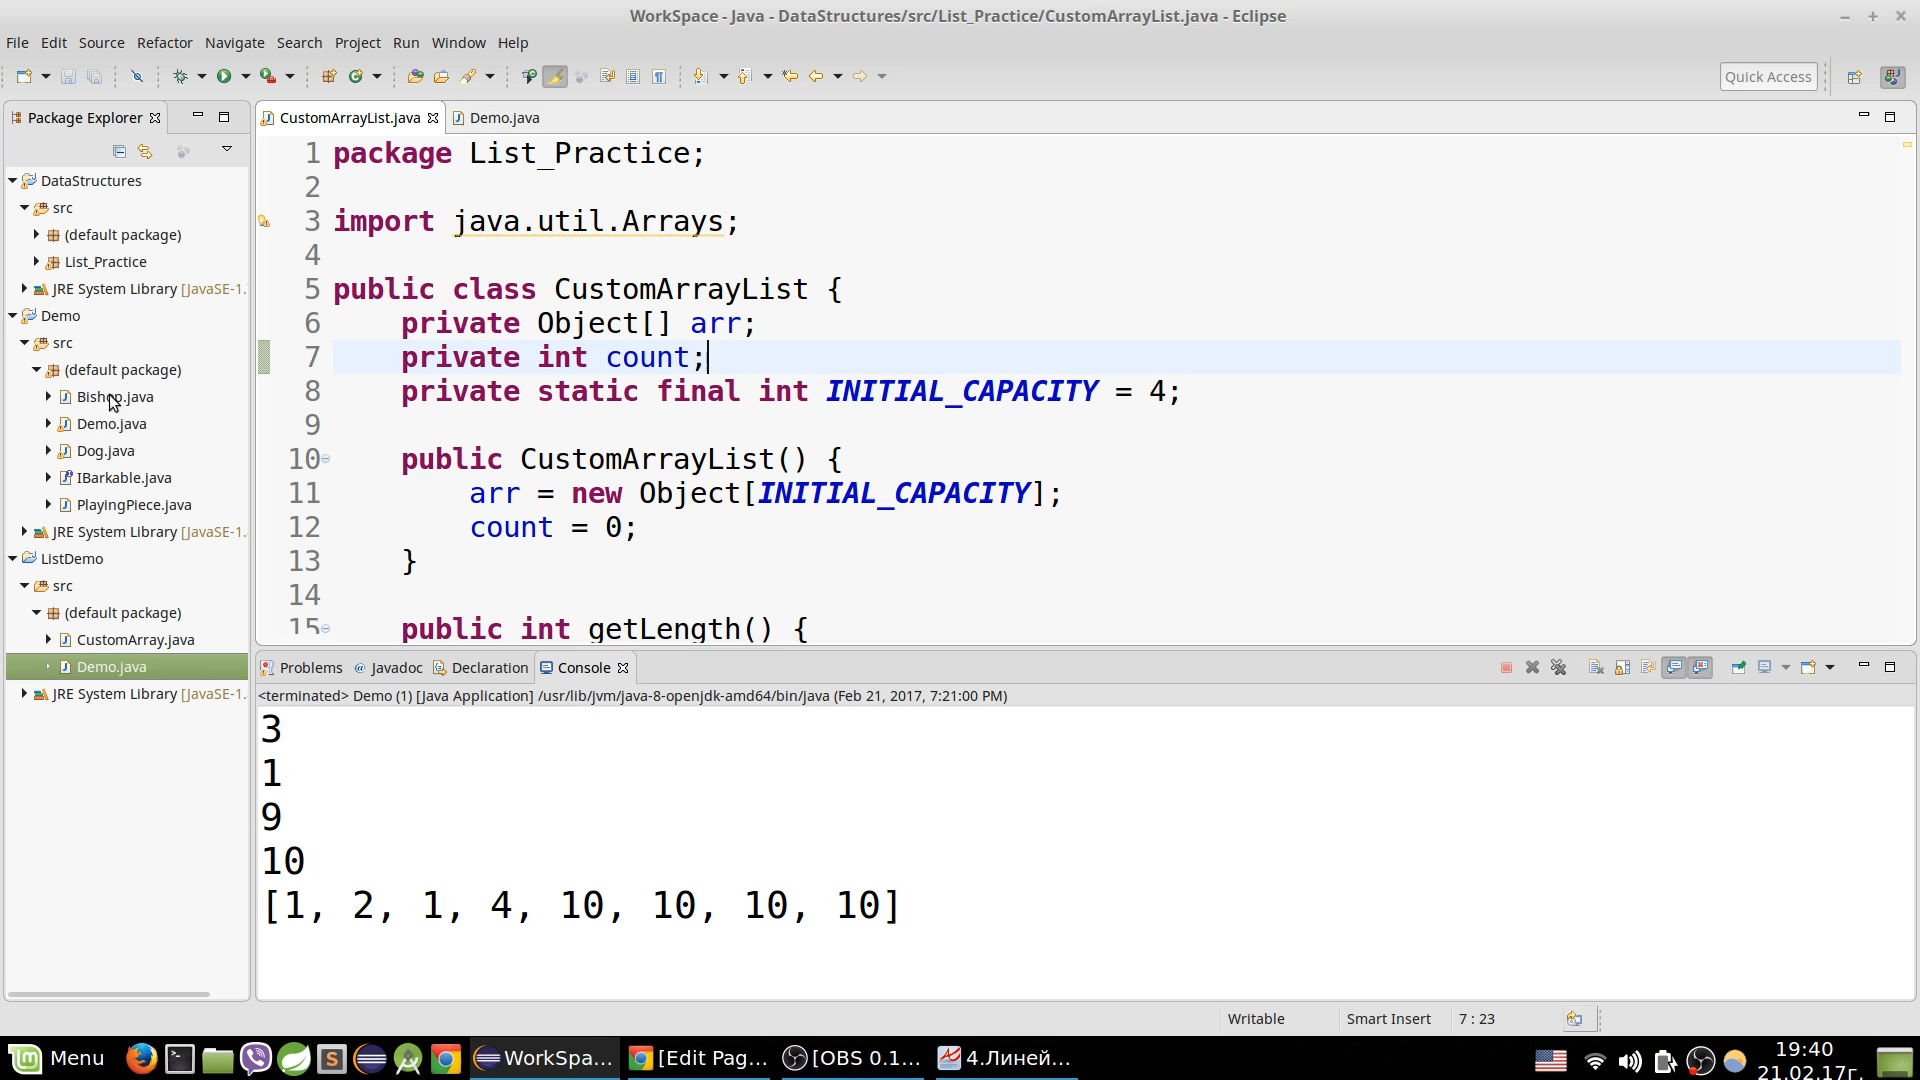 WorkSpace - Java - DataStructures/src/List_Practice/CustomArrayList.java - Eclipse
File Edit Source Refactor Navigate Search Project Run Window Help
Quick Access
Package Explorer
CustomArrayList.java Demo.java
DataStructures
src
(default package)
List_Practice
JRE System Library [JavaSE-1.
Demo
src
(default package)
Bishop.java
Demo.java
Dog.java
IBarkable.java
PlayingPiece.java
JRE System Library [JavaSE-1.
ListDemo
src
(default package)
CustomArray.java
Demo.java
JRE System Library [JavaSE-1.
1 package List_Practice;
2
3 import java.util.Arrays;
4
5 public class CustomArrayList {
6 private Object[] arr;
7 private int count;
8 private static final int INITIAL_CAPACITY = 4;
9
10 public CustomArrayList() {
11 arr = new Object[INITIAL_CAPACITY];
12 count = 0;
13 }
14
15 public int getLength() {
Problems Javadoc Declaration Console
<terminated> Demo (1) [Java Application] /usr/lib/jvm/java-8-openjdk-amd64/bin/java (Feb 21, 2017, 7:21:00 PM)
3
1
9
10
[1, 2, 1, 4, 10, 10, 10, 10]
Writable Smart Insert 7 : 23
Menu WorkSpa... [Edit Pag... [OBS 0.1... 4.Линей... 19:40
21.02.17г.